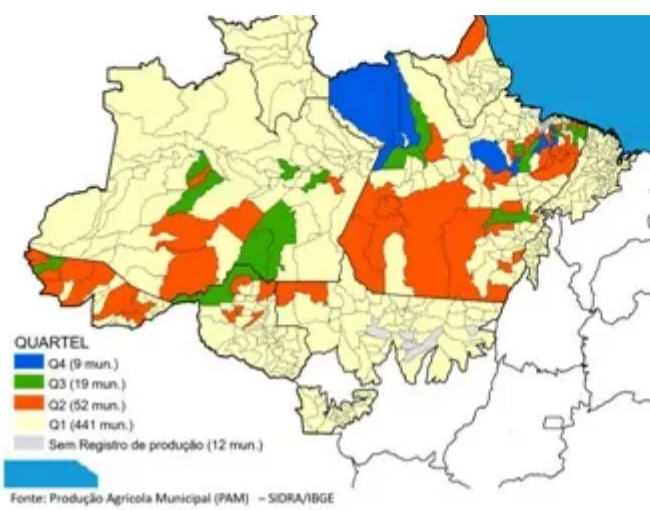 QUARTEL
Q4 (9 mun.)
Q3 (19 mun.)
Q2 (52 mun.)
Q1 (441 mun.)
Sem Registro de produção (12 mun.)
Fonte: Produção Agrícola Municipal (PAM) – SIDRA/IBGE